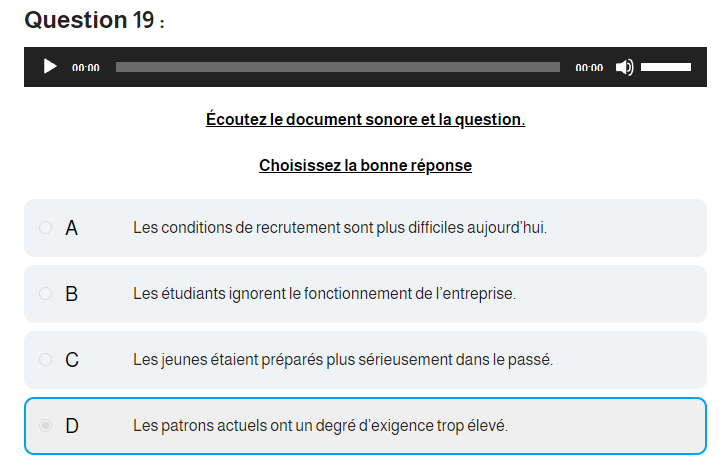 Question 19 :
00:00 00:00
Écoutez le document sonore et la question.
Choisissez la bonne réponse
A Les conditions de recrutement sont plus difficiles aujourd'hui.
B Les étudiants ignorent le fonctionnement de l'entreprise.
C Les jeunes étaient préparés plus sérieusement dans le passé.
D Les patrons actuels ont un degré d'exigence trop élevé.